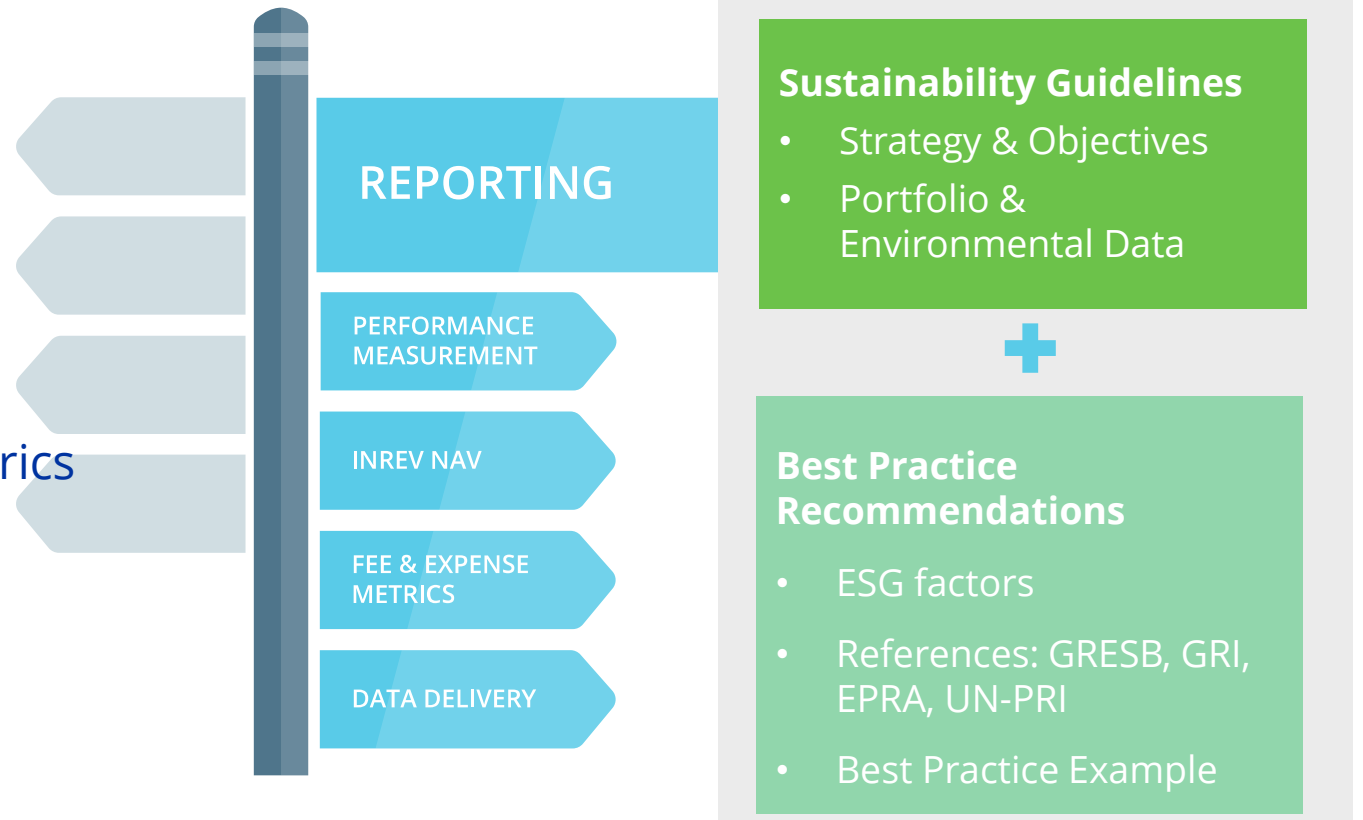 rics
REPORTING
PERFORMANCE
MEASUREMENT
INREV NAV
FEE & EXPENSE
METRICS
DATA DELIVERY
Sustainability Guidelines
• Strategy & Objectives
• Portfolio &
Environmental Data
Best Practice
Recommendations
• ESG factors
• References: GRESB, GRI,
EPRA, UN-PRI
• Best Practice Example